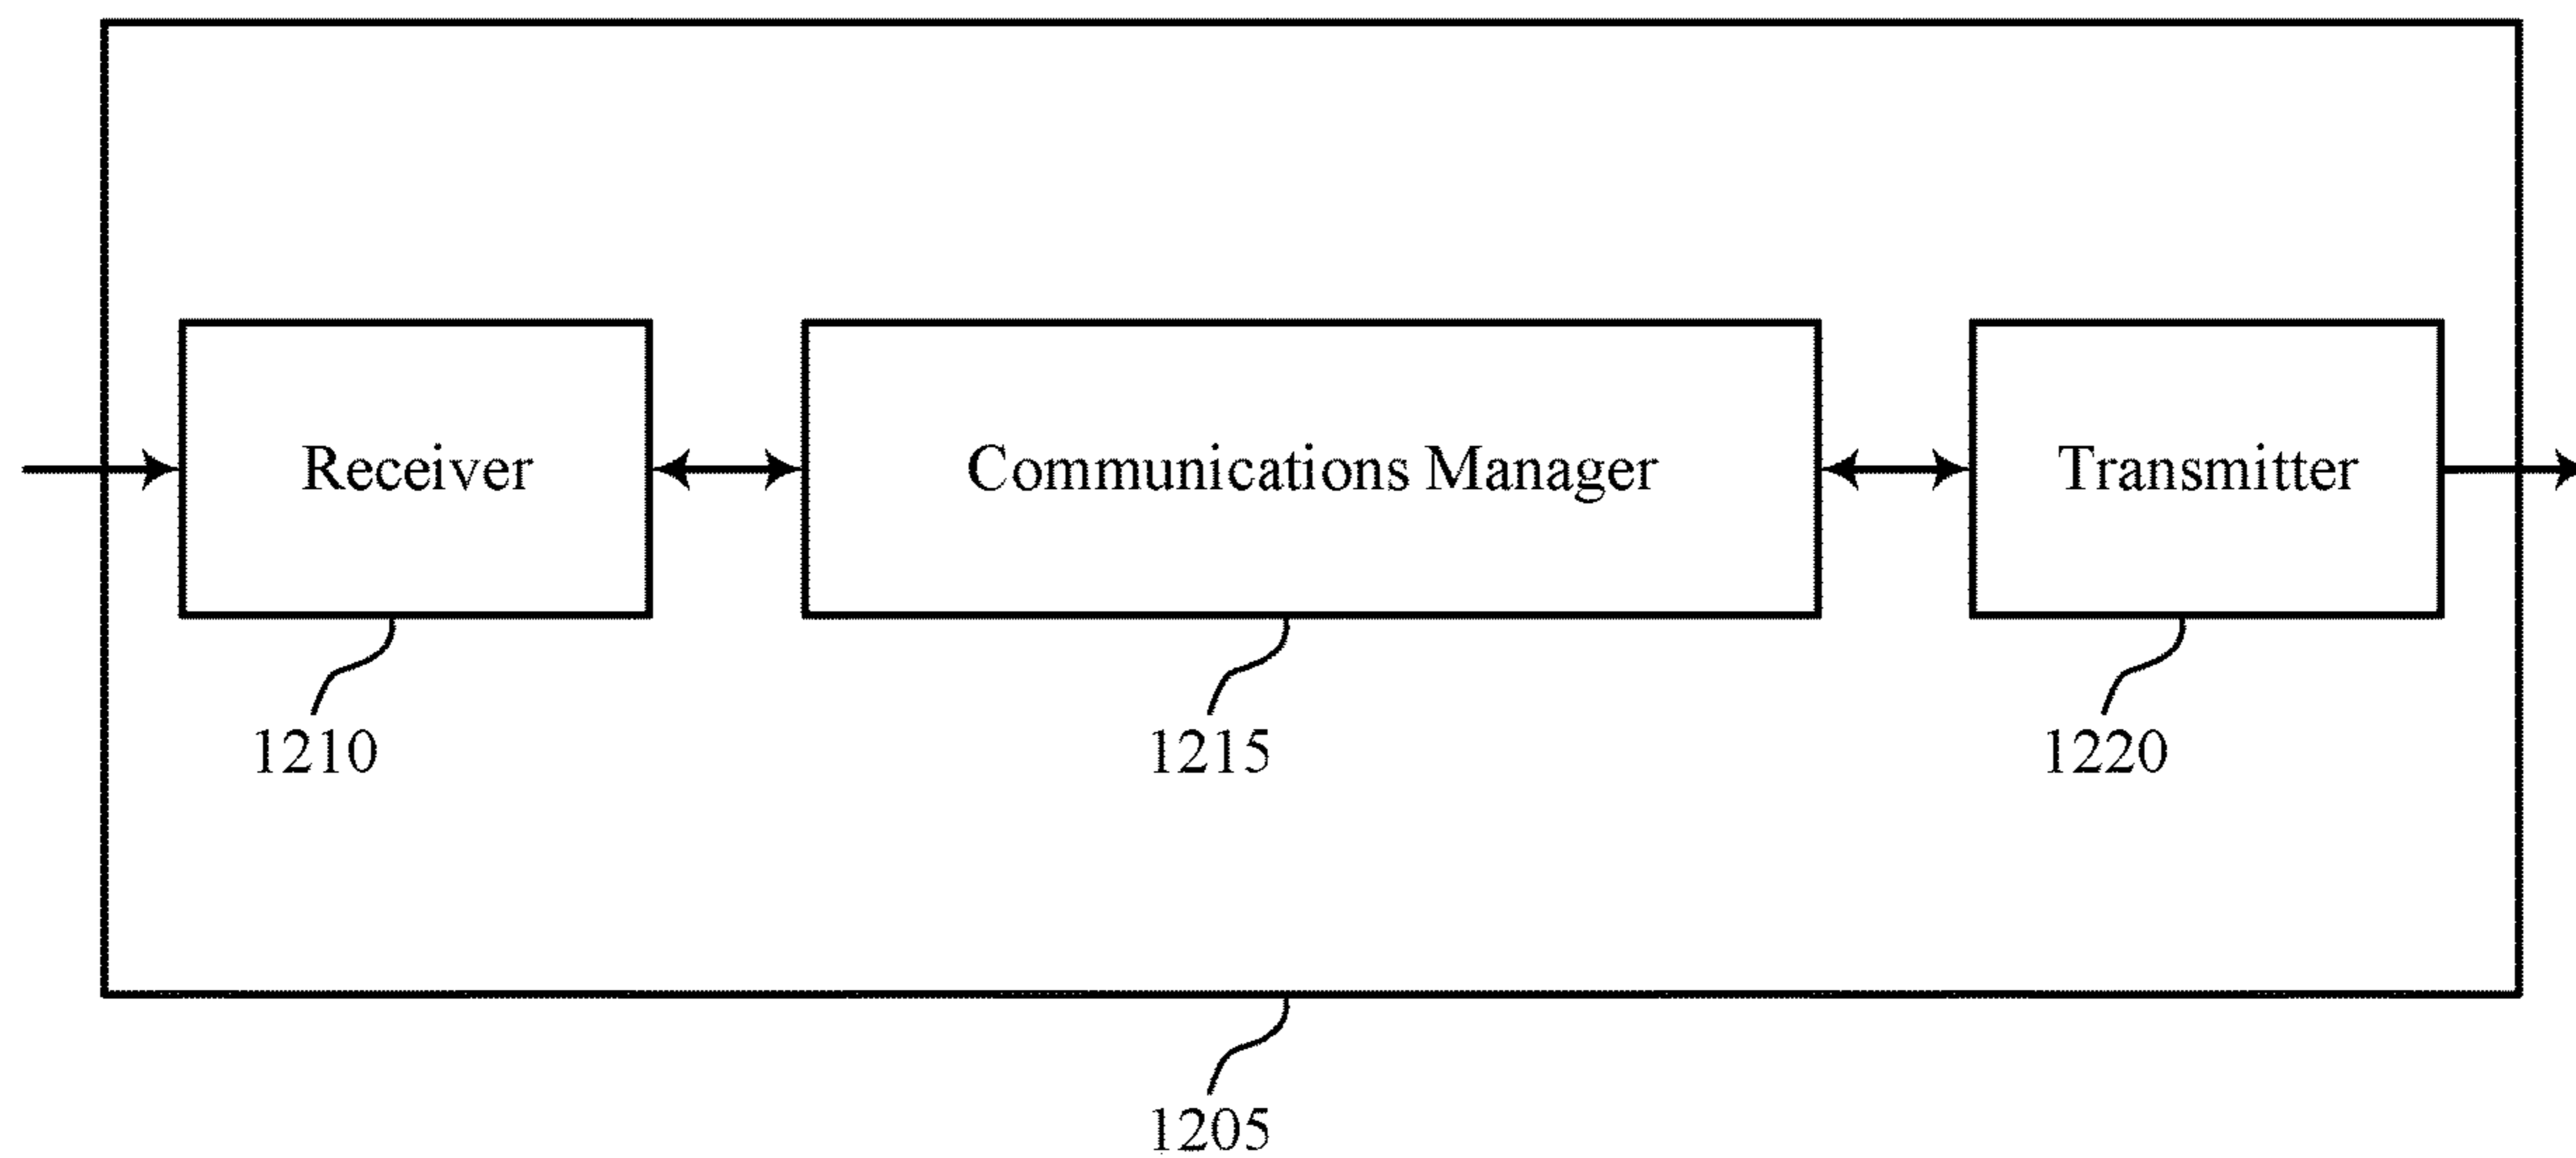 Receiver
Communications Manager
Transmitter
1210
1215
1220
1205